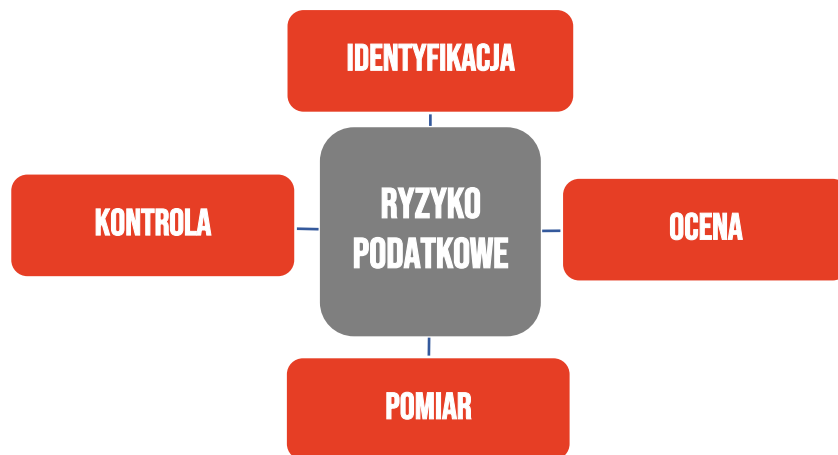 IDENTYFIKACJA
KONTROLA
RYZYKO
PODATKOWE
OCENA
POMIAR